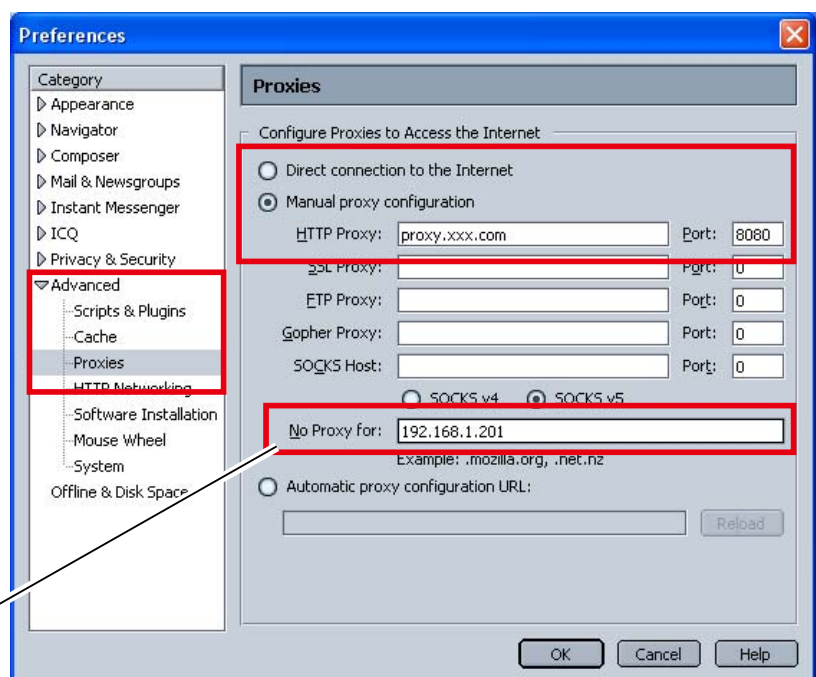 Preferences
Category
Appearance
Navigator
Composer
Mail & Newsgroups
Instant Messenger
ICQ
Privacy & Security
Advanced
Scripts & Plugins
Cache
Proxies
HTTP Networking
Software Installation
Mouse Wheel
System
Offline & Disk Space
Proxies
Configure Proxies to Access the Internet
Direct connection to the Internet
Manual proxy configuration
HTTP Proxy: proxy.xxx.com Port: 8080
SSL Proxy: Port: 0
FTP Proxy: Port: 0
Gopher Proxy: Port: 0
SOCKS Host: Port: 0
SOCKS v4 SOCKS v5
No Proxy for: 192.168.1.201
Example: .mozilla.org, .net.nz
Automatic proxy configuration URL:
Reload
OK Cancel Help